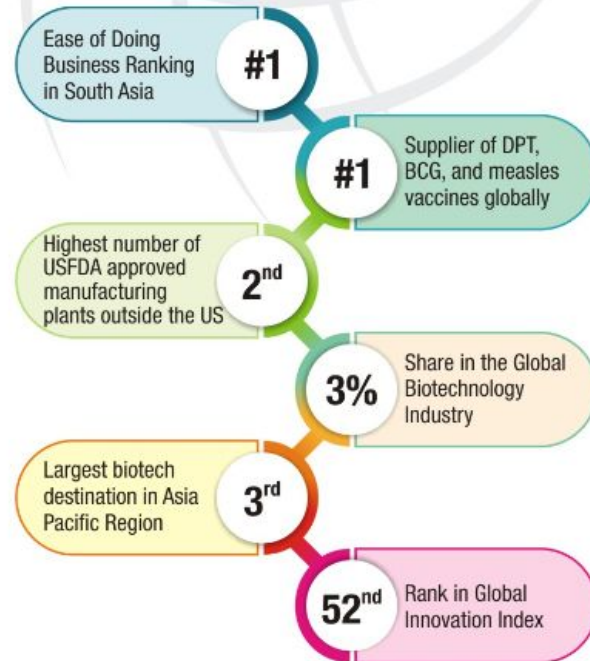 Ease of Doing
Business Ranking
in South Asia
#1
#1
Supplier of DPT,
BCG, and measles
vaccines globally
Highest number of
USFDA approved
manufacturing
plants outside the US
2nd
3%
Share in the Global
Biotechnology
Industry
Largest biotech
destination in Asia
Pacific Region
3rd
52nd
Rank in Global
Innovation Index